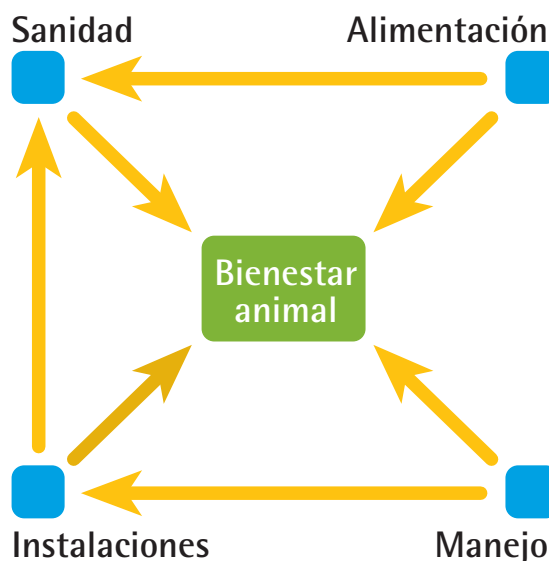 Sanidad
Alimentación
Bienestar
animal
Instalaciones
Manejo